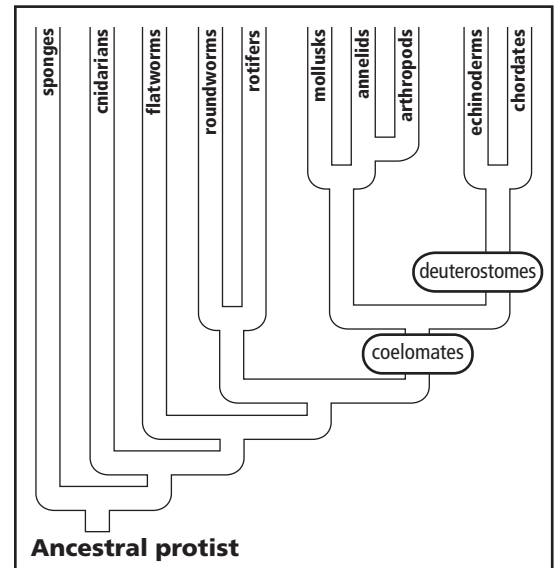 sponges
cnidarians
flatworms
roundworms
rotifers
mollusks
annelids
arthropods
echinoderms
chordates
deuterostomes
coelomates
Ancestral protist